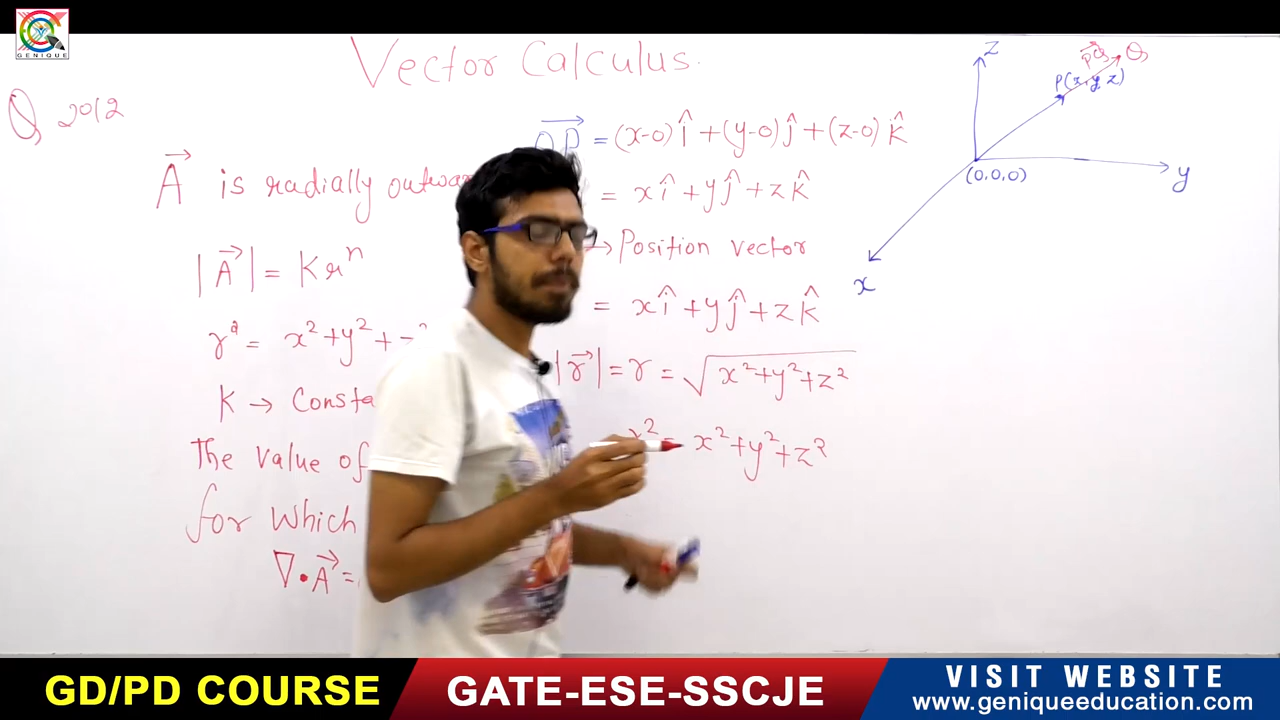 GENIQUE
Vector Calculus.
Q 2012
A⃗ is radially outwar
|A⃗| = Krⁿ
r² = x²+y²+
K → Consta
The value of
for which
∇·A⃗ =
OP⃗ = (x-0)î + (y-0)ĵ + (z-0)k̂
= xî + yĵ + zk̂
→ Position vector
= xî + yĵ + zk̂
|r⃗| = r = √(x²+y²+z²)
r² = x²+y²+z²
z
PQ⃗
Q
P(x, y, z)
(0,0,0)
y
x
GD/PD COURSE
GATE-ESE-SSCJE
VISIT WEBSITE
www.geniqueeducation.com